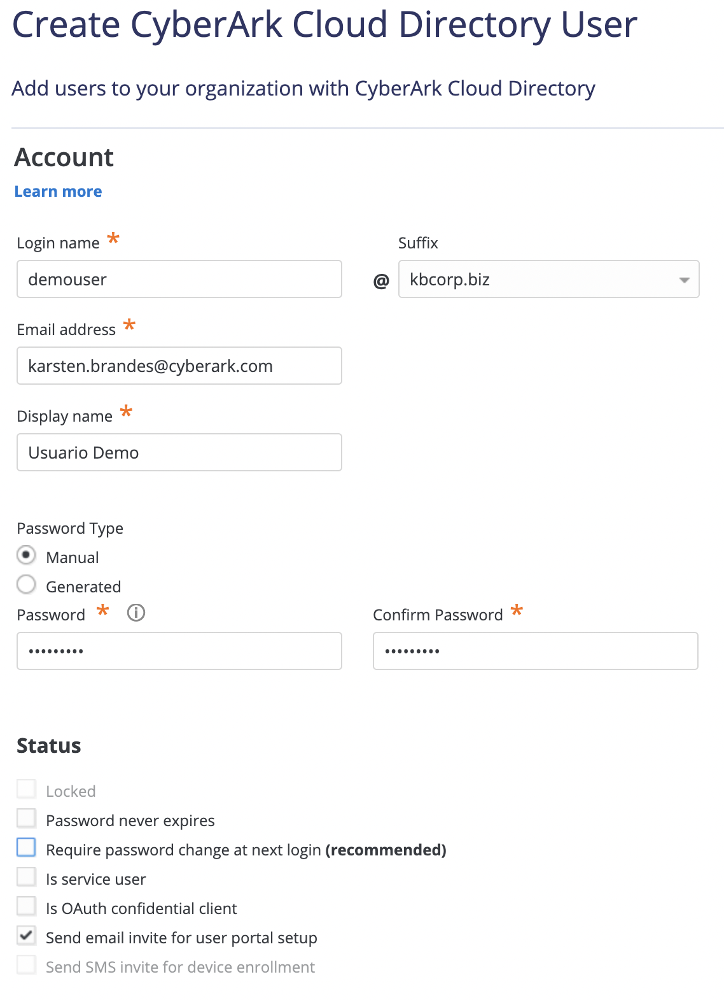 Create CyberArk Cloud Directory User
Add users to your organization with CyberArk Cloud Directory
Account
Learn more
Login name *
Suffix
demouser
@
kbcorp.biz
Email address *
karsten.brandes@cyberark.com
Display name *
Usuario Demo
Password Type
Manual
Generated
Password *
Confirm Password *
•••••••••
•••••••••
Status
Locked
Password never expires
Require password change at next login (recommended)
Is service user
Is OAuth confidential client
Send email invite for user portal setup
Send SMS invite for device enrollment